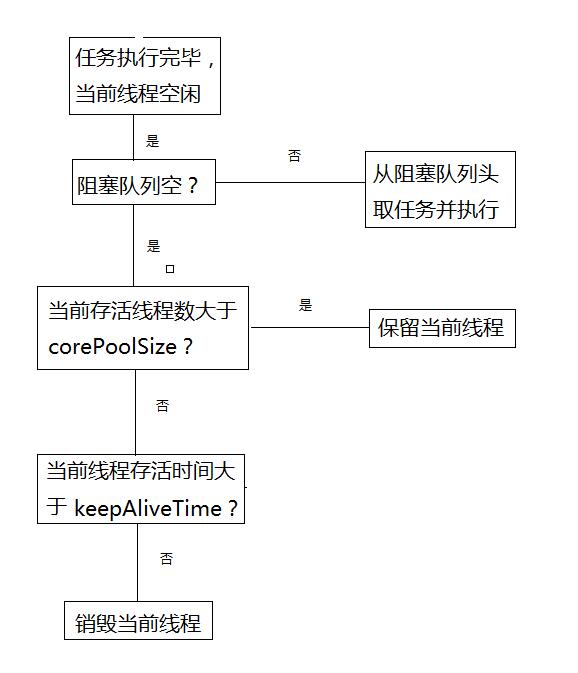 任务执行完毕，
当前线程空闲
是
否
阻塞队列空？
从阻塞队列头
取任务并执行
是
当前存活线程数大于
corePoolSize？
是
保留当前线程
否
当前线程存活时间大
于 keepAliveTime？
否
销毁当前线程